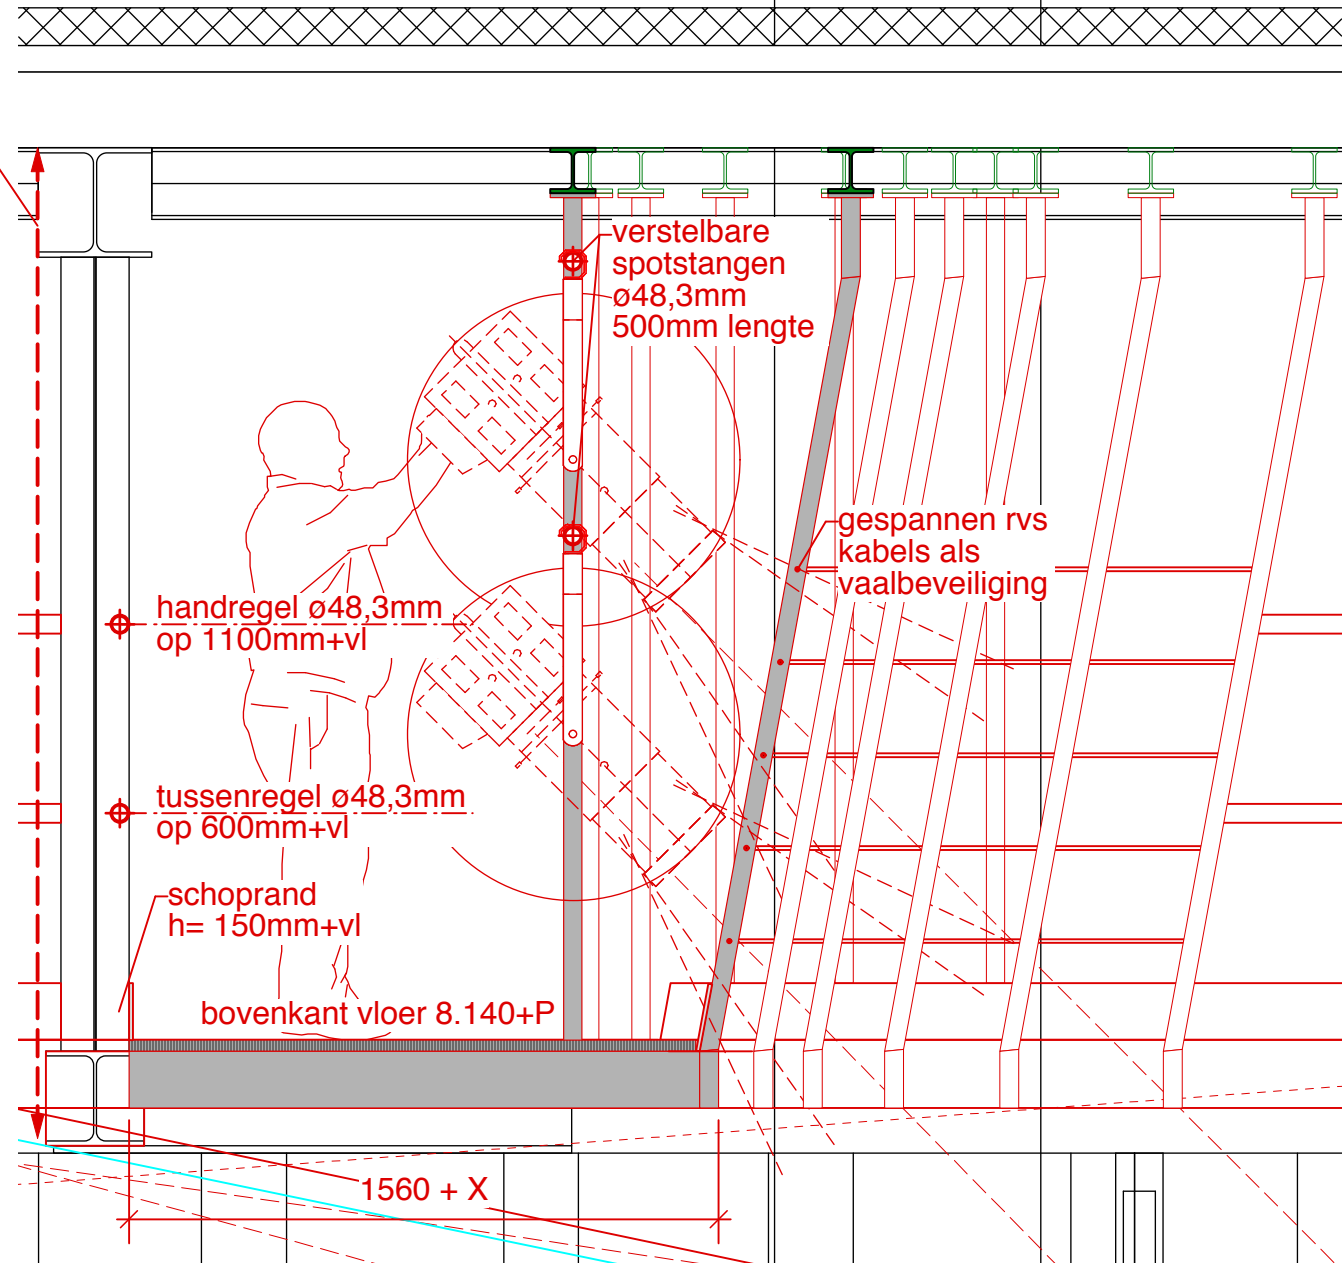 verstelbare
spotstangen
ø48,3mm
500mm lengte
gespannen rvs
kabels als
vaalbeveiliging
handregel ø48,3mm
op 1100mm+vl
tussenregel ø48,3mm
op 600mm+vl
schoprand
h= 150mm+vl
bovenkant vloer 8.140+P
1560 + X